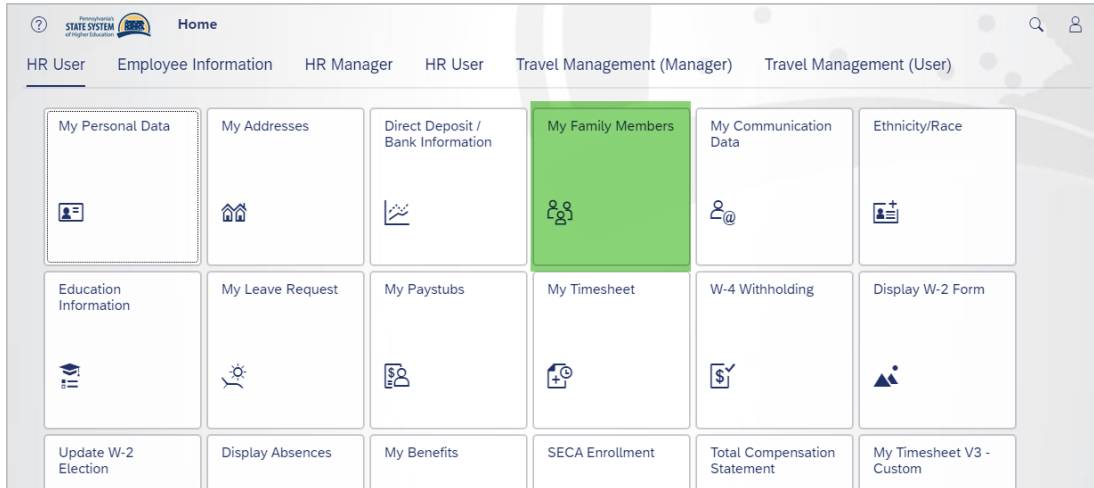 Pennsylvania's
STATE SYSTEM
of Higher Education
Home
HR User Employee Information HR Manager HR User Travel Management (Manager) Travel Management (User)
My Personal Data
My Addresses
Direct Deposit /
Bank Information
My Family Members
My Communication
Data
Ethnicity/Race
Education
Information
My Leave Request
My Paystubs
My Timesheet
W-4 Withholding
Display W-2 Form
Update W-2
Election
Display Absences
My Benefits
SECA Enrollment
Total Compensation
Statement
My Timesheet V3 -
Custom